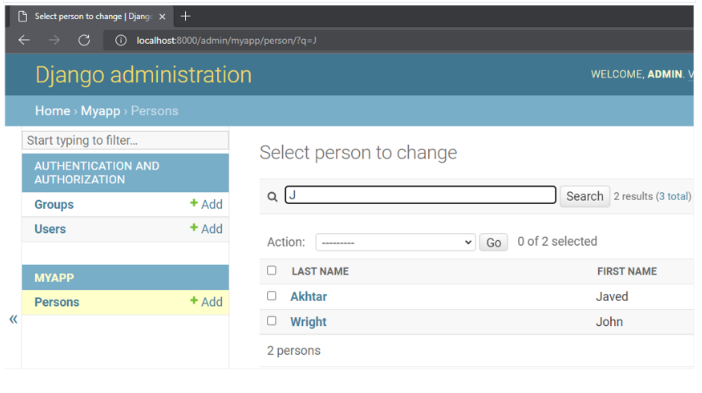 Select person to change | Djang
localhost:8000/admin/myapp/person/?q=J
Django administration
WELCOME, ADMIN. V
Home › Myapp › Persons
Start typing to filter...
AUTHENTICATION AND
AUTHORIZATION
Groups + Add
Users + Add
MYAPP
Persons + Add
«
Select person to change
J Search 2 results (3 total)
Action: --------- Go 0 of 2 selected
LAST NAME FIRST NAME
Akhtar Javed
Wright John
2 persons